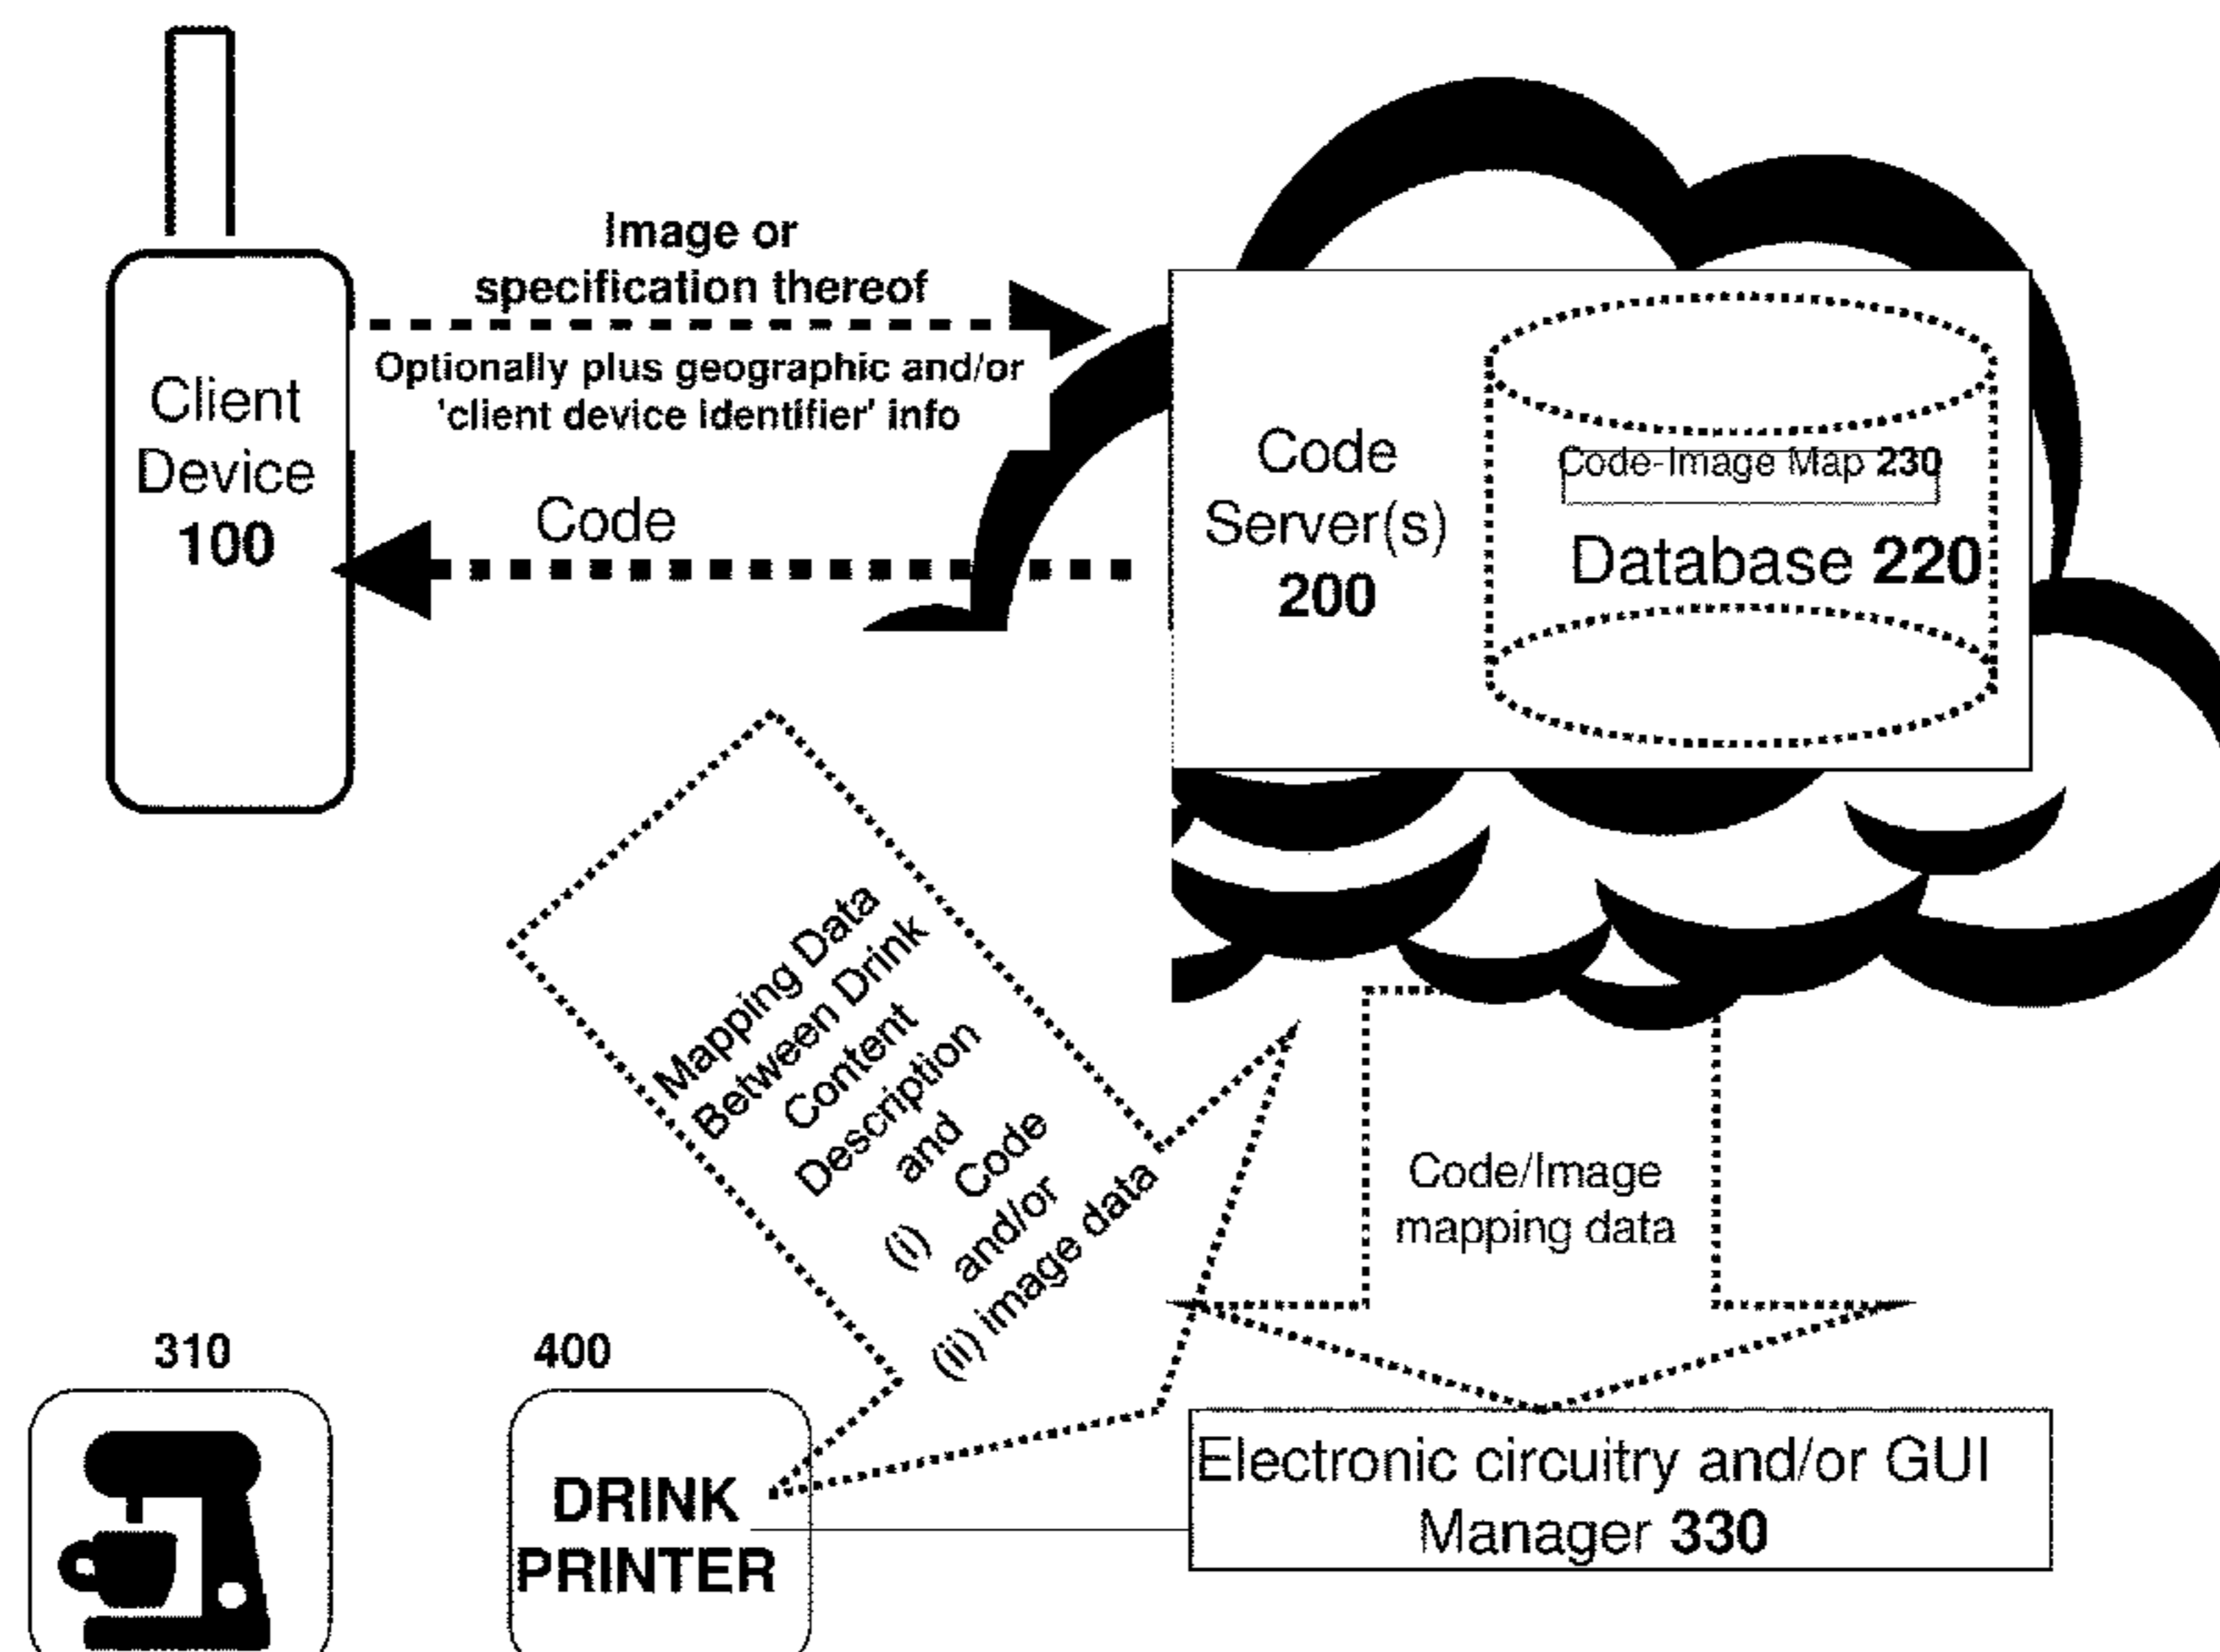 Image or
specification thereof
Optionally plus geographic and/or
'client device identifier' info
Client
Device
100
Code
Code
Server(s)
200
Code-Image Map 230
Database 220
Mapping Data
Between Drink
Content
Description
and
(i) Code
and/or
(ii) image data
Code/Image
mapping data
310
400
DRINK
PRINTER
Electronic circuitry and/or GUI
Manager 330